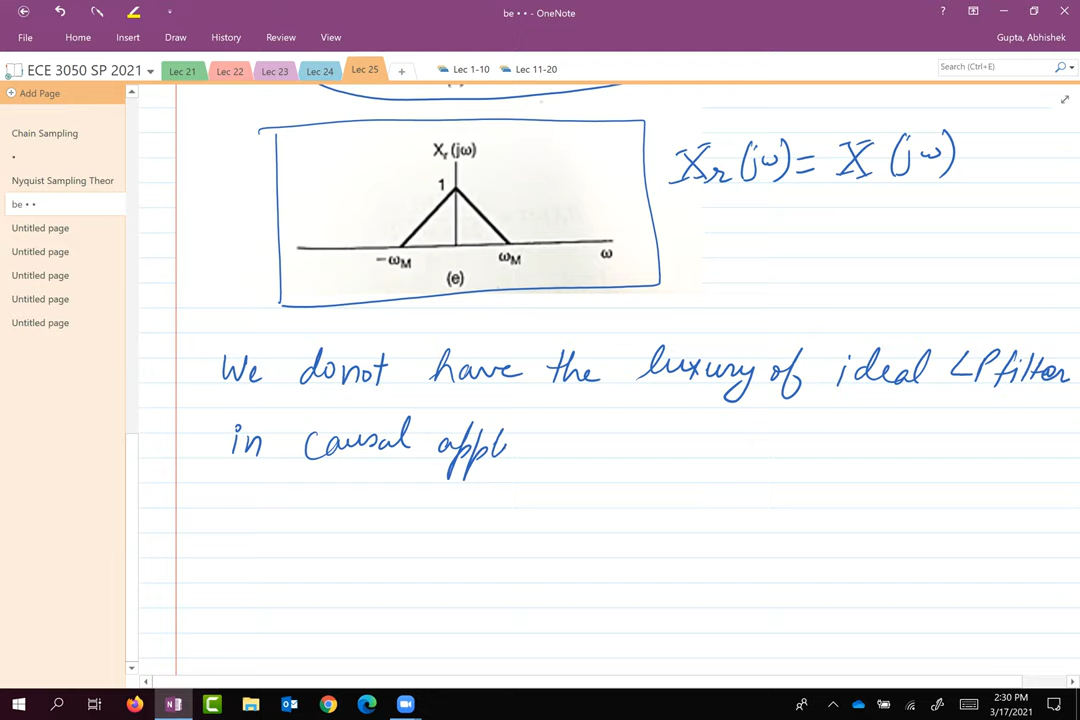 be • • - OneNote
?
File Home Insert Draw History Review View
Gupta, Abhishek
ECE 3050 SP 2021
Lec 21 Lec 22 Lec 23 Lec 24 Lec 25
Lec 1-10 Lec 11-20
Search (Ctrl+E)
Add Page
Chain Sampling
•
Nyquist Sampling Theor
be • •
Untitled page
Untitled page
Untitled page
Untitled page
Untitled page
Xr (jω)
1
-ωM
ωM
ω
(e)
Xr (jω) = X (jω)
We donot have the luxury of ideal LPfilter
in causal appl
2:30 PM
3/17/2021